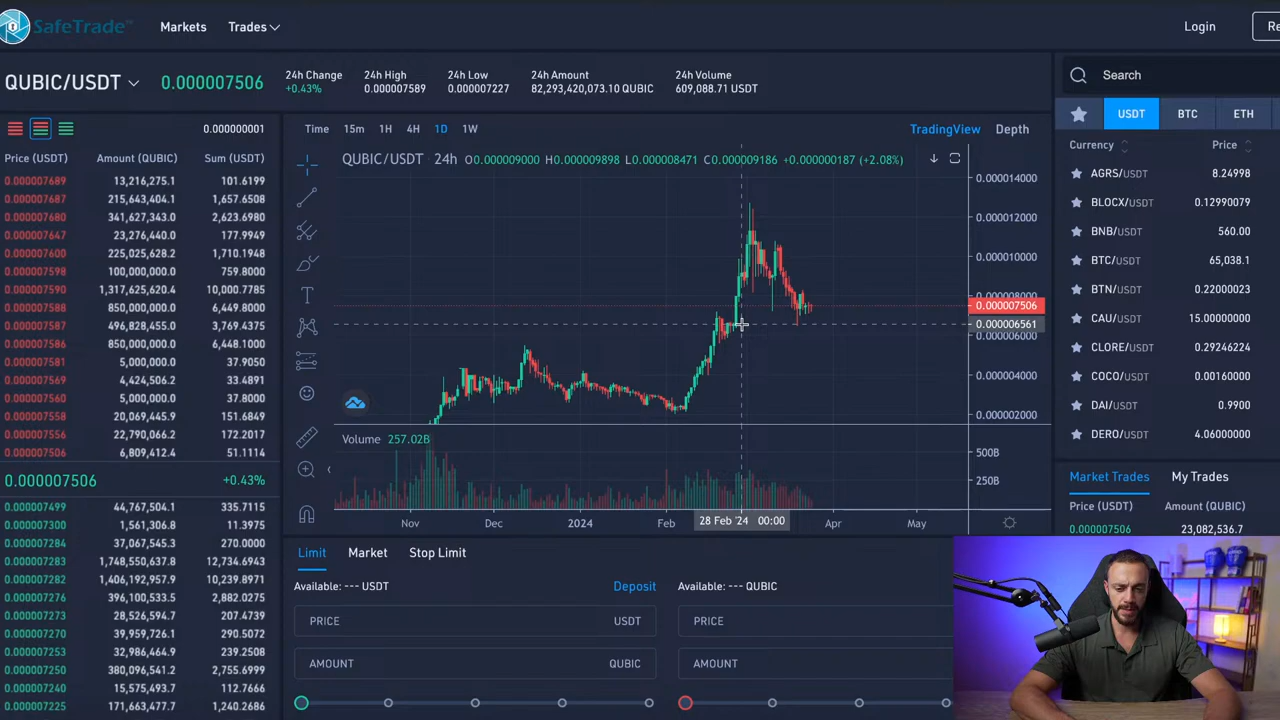 SafeTrade™
Markets
Trades
Login
QUBIC/USDT
0.000007506
24h Change
+0.43%
24h High
0.000007589
24h Low
0.000007227
24h Amount
82,293,420,073.10 QUBIC
24h Volume
609,088.71 USDT
0.000000001
Price (USDT) Amount (QUBIC) Sum (USDT)
0.000007689 13,216,275.1 101.6199
0.000007687 215,643,404.1 1,657.6508
0.000007680 341,627,343.0 2,623.6980
0.000007647 23,276,440.0 177.9949
0.000007600 225,025,628.2 1,710.1948
0.000007598 100,000,000.0 759.8000
0.000007590 1,317,625,620.4 10,000.7785
0.000007588 850,000,000.0 6,449.8000
0.000007587 496,828,455.0 3,769.4375
0.000007586 850,000,000.0 6,448.1000
0.000007581 5,000,000.0 37.9050
0.000007569 4,424,506.2 33.4891
0.000007560 5,000,000.0 37.8000
0.000007558 20,069,445.9 151.6849
0.000007556 22,790,066.2 172.2017
0.000007506 6,809,412.4 51.1114
0.000007506 +0.43%
0.000007499 44,767,504.1 335.7115
0.000007300 1,561,306.8 11.3975
0.000007284 37,067,545.3 270.0000
0.000007283 1,748,550,637.8 12,734.6943
0.000007282 1,406,192,957.9 10,239.8971
0.000007276 396,100,533.5 2,882.0275
0.000007273 28,526,594.7 207.4739
0.000007270 39,959,726.1 290.5072
0.000007253 32,986,464.9 239.2508
0.000007250 380,096,541.2 2,755.6999
0.000007240 15,575,493.7 112.7666
0.000007225 171,663,477.7 1,240.2686
Time 15m 1H 4H 1D 1W
TradingView Depth
QUBIC/USDT · 24h O0.000009000 H0.000009898 L0.000008471 C0.000009186 +0.000000187 (+2.08%)
0.000014000
0.000012000
0.000010000
0.000008000
0.000007506
0.000006561
0.000006000
0.000004000
0.000002000
Volume 257.02B
500B
250B
Nov Dec 2024 Feb 28 Feb '24 00:00 Apr May
Limit Market Stop Limit
Available: --- USDT Deposit
PRICE USDT
AMOUNT QUBIC
Available: --- QUBIC
PRICE
AMOUNT
Search
USDT BTC ETH
Currency Price
AGRS/USDT 8.24998
BLOCX/USDT 0.12990079
BNB/USDT 560.00
BTC/USDT 65,038.1
BTN/USDT 0.22000023
CAU/USDT 15.00000000
CLORE/USDT 0.29246224
COCO/USDT 0.00160000
DAI/USDT 0.9900
DERO/USDT 4.06000000
Market Trades My Trades
Price (USDT) Amount (QUBIC)
0.000007506 23,082,536.7